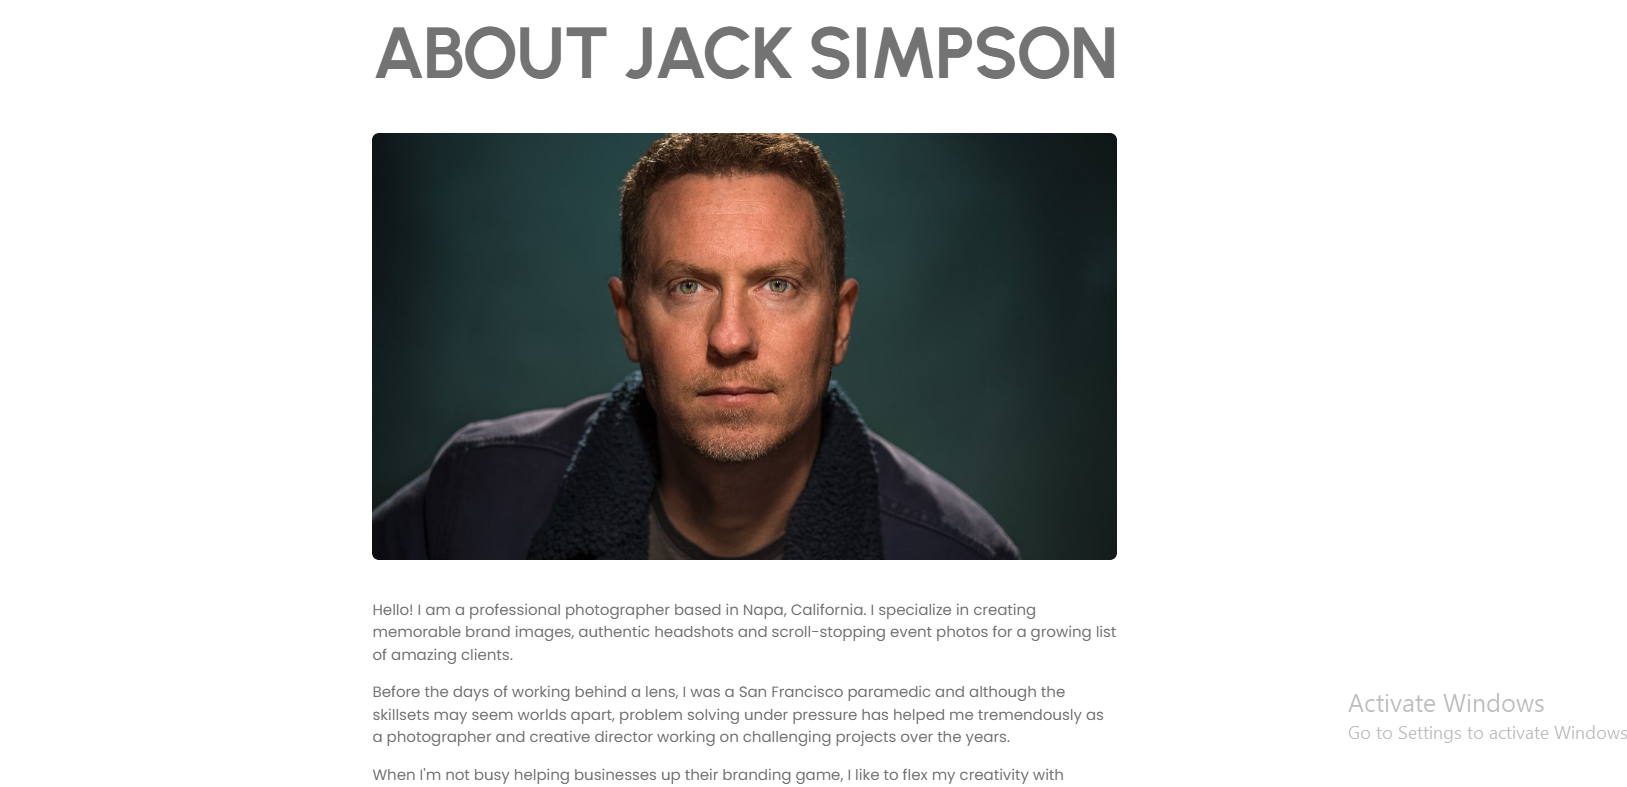 ABOUT JACK SIMPSON
Hello! I am a professional photographer based in Napa, California. I specialize in creating
memorable brand images, authentic headshots and scroll-stopping event photos for a growing list
of amazing clients.
Before the days of working behind a lens, I was a San Francisco paramedic and although the
skillsets may seem worlds apart, problem solving under pressure has helped me tremendously as
a photographer and creative director working on challenging projects over the years.
When I'm not busy helping businesses up their branding game, I like to flex my creativity with
Activate Windows
Go to Settings to activate Windows